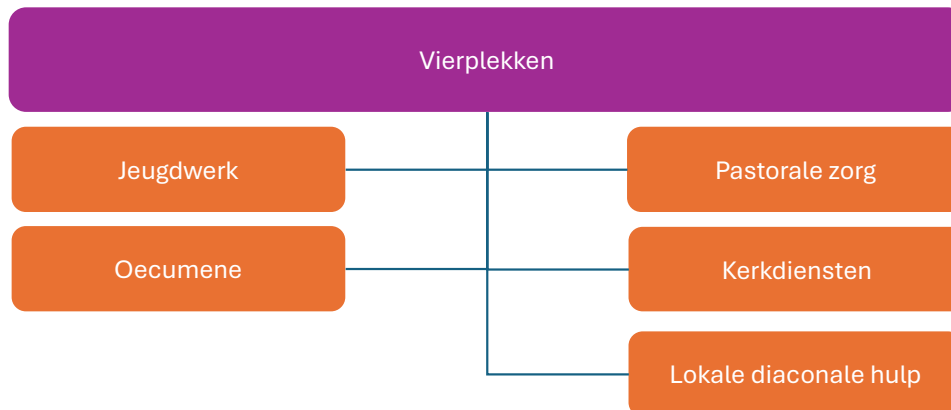 Vierplekken
Jeugdwerk
Pastorale zorg
Oecumene
Kerkdiensten
Lokale diaconale hulp